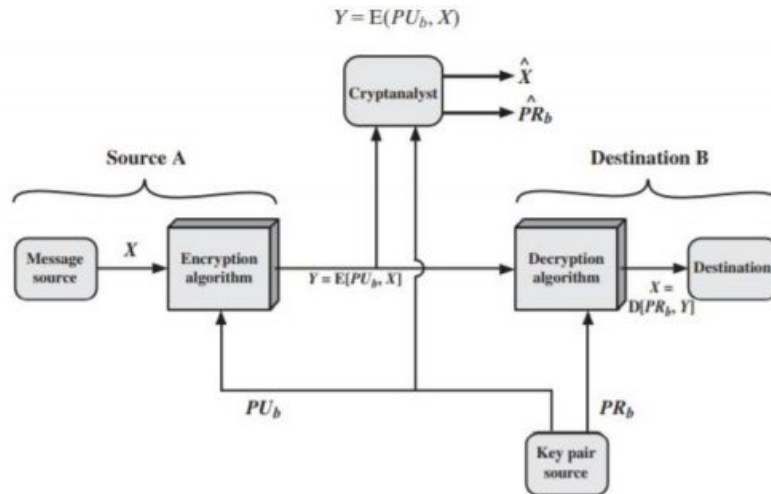 Y = E(PU_b, X)
Cryptanalyst
X̂
P̂R_b
Source A
Destination B
Message
source
X
Encryption
algorithm
Y = E[PU_b, X]
Decryption
algorithm
X =
D[PR_b, Y]
Destination
PU_b
PR_b
Key pair
source